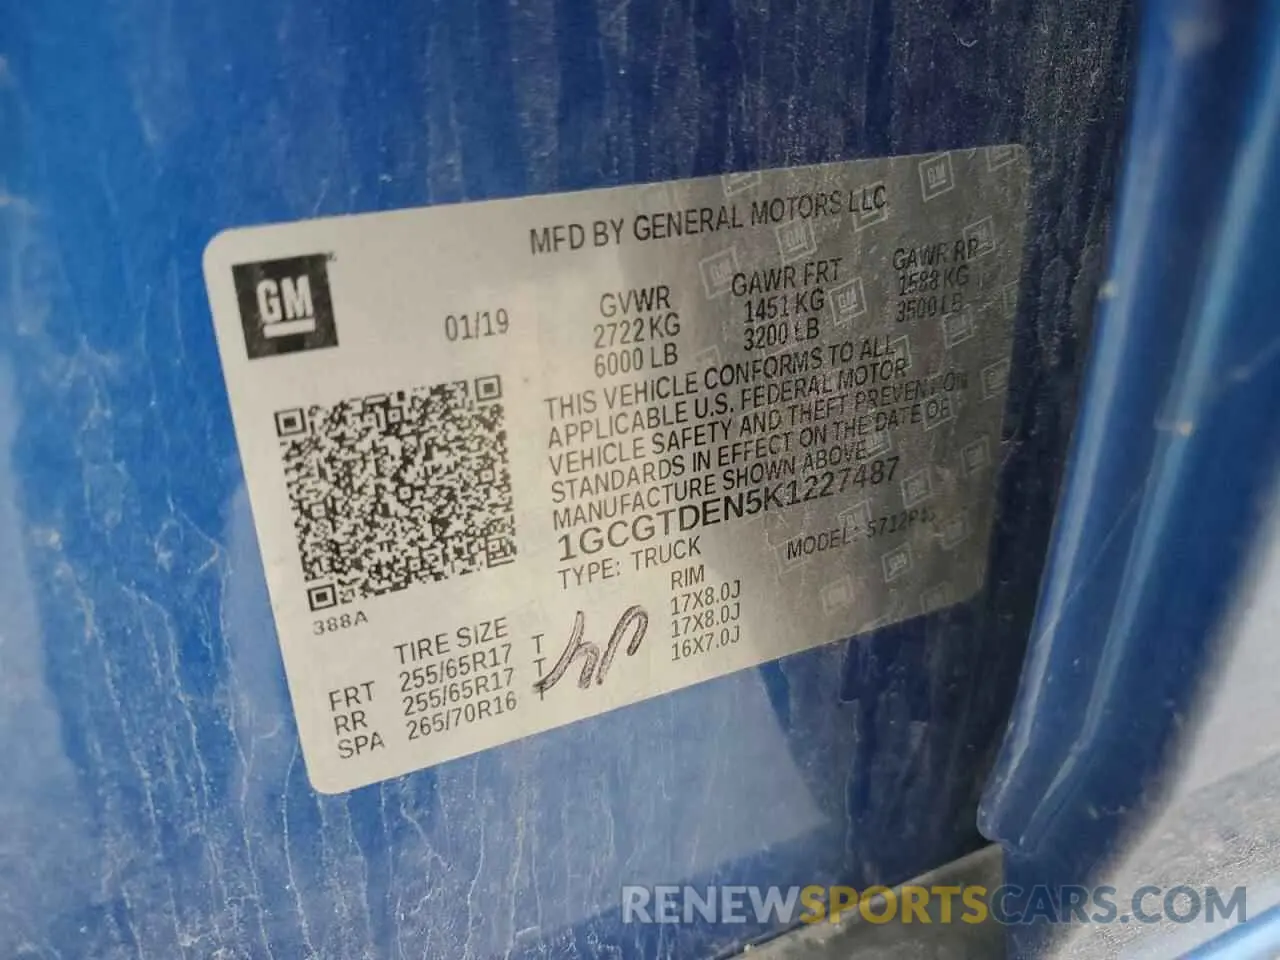 MFD BY GENERAL MOTORS LLC
GM
01/19
GVWR GAWR FRT GAWR RR
2722 KG 1451 KG 1588 KG
6000 LB 3200 LB 3500 LB
THIS VEHICLE CONFORMS TO ALL
APPLICABLE U.S. FEDERAL MOTOR
VEHICLE SAFETY AND THEFT PREVENTION
STANDARDS IN EFFECT ON THE DATE OF
MANUFACTURE SHOWN ABOVE
1GCGTDEN5K1227487
TYPE: TRUCK MODEL:
388A
TIRE SIZE RIM
FRT 255/65R17 T 17X8.0J
RR 255/65R17 T 17X8.0J
SPA 265/70R16 T 16X7.0J
RENEWSPORTSCARS.COM